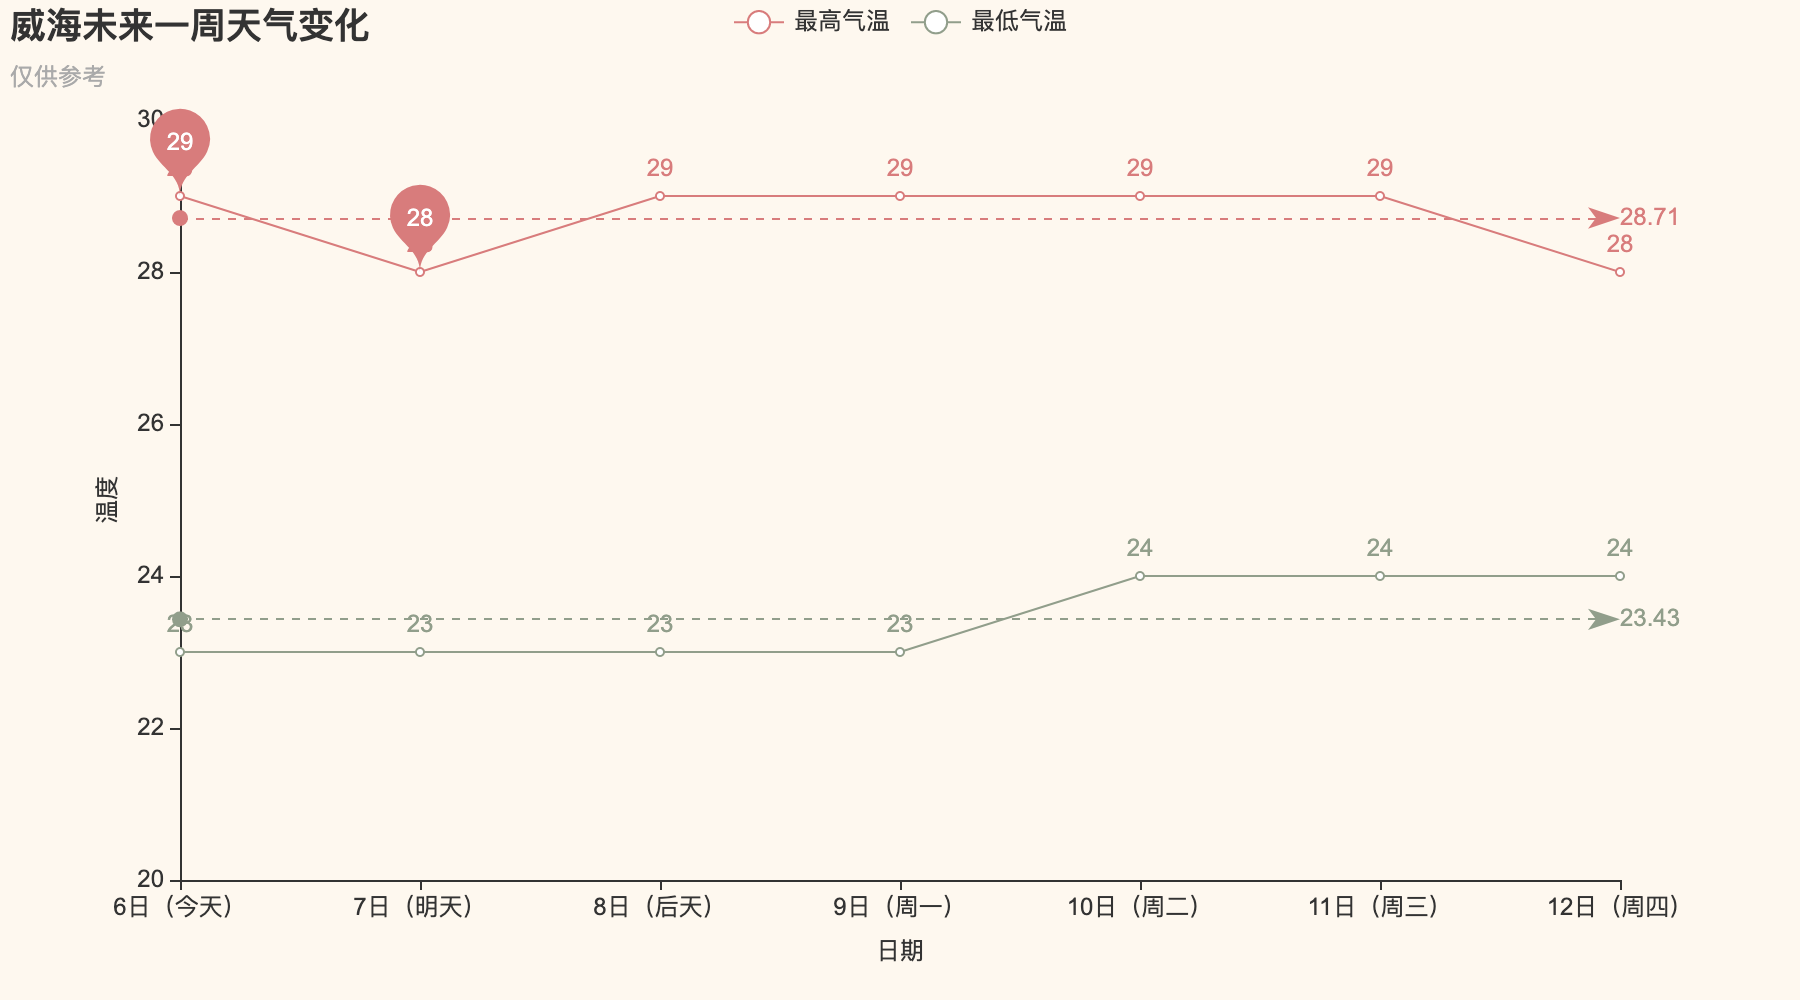 威海未来一周天气变化
仅供参考
最高气温 最低气温
30
28
26
24
22
20
温度
29
28
29 29 29 29
28
28.71
23 23 23 23
24 24 24
23.43
6日（今天） 7日（明天） 8日（后天） 9日（周一） 10日（周二） 11日（周三） 12日（周四）
日期